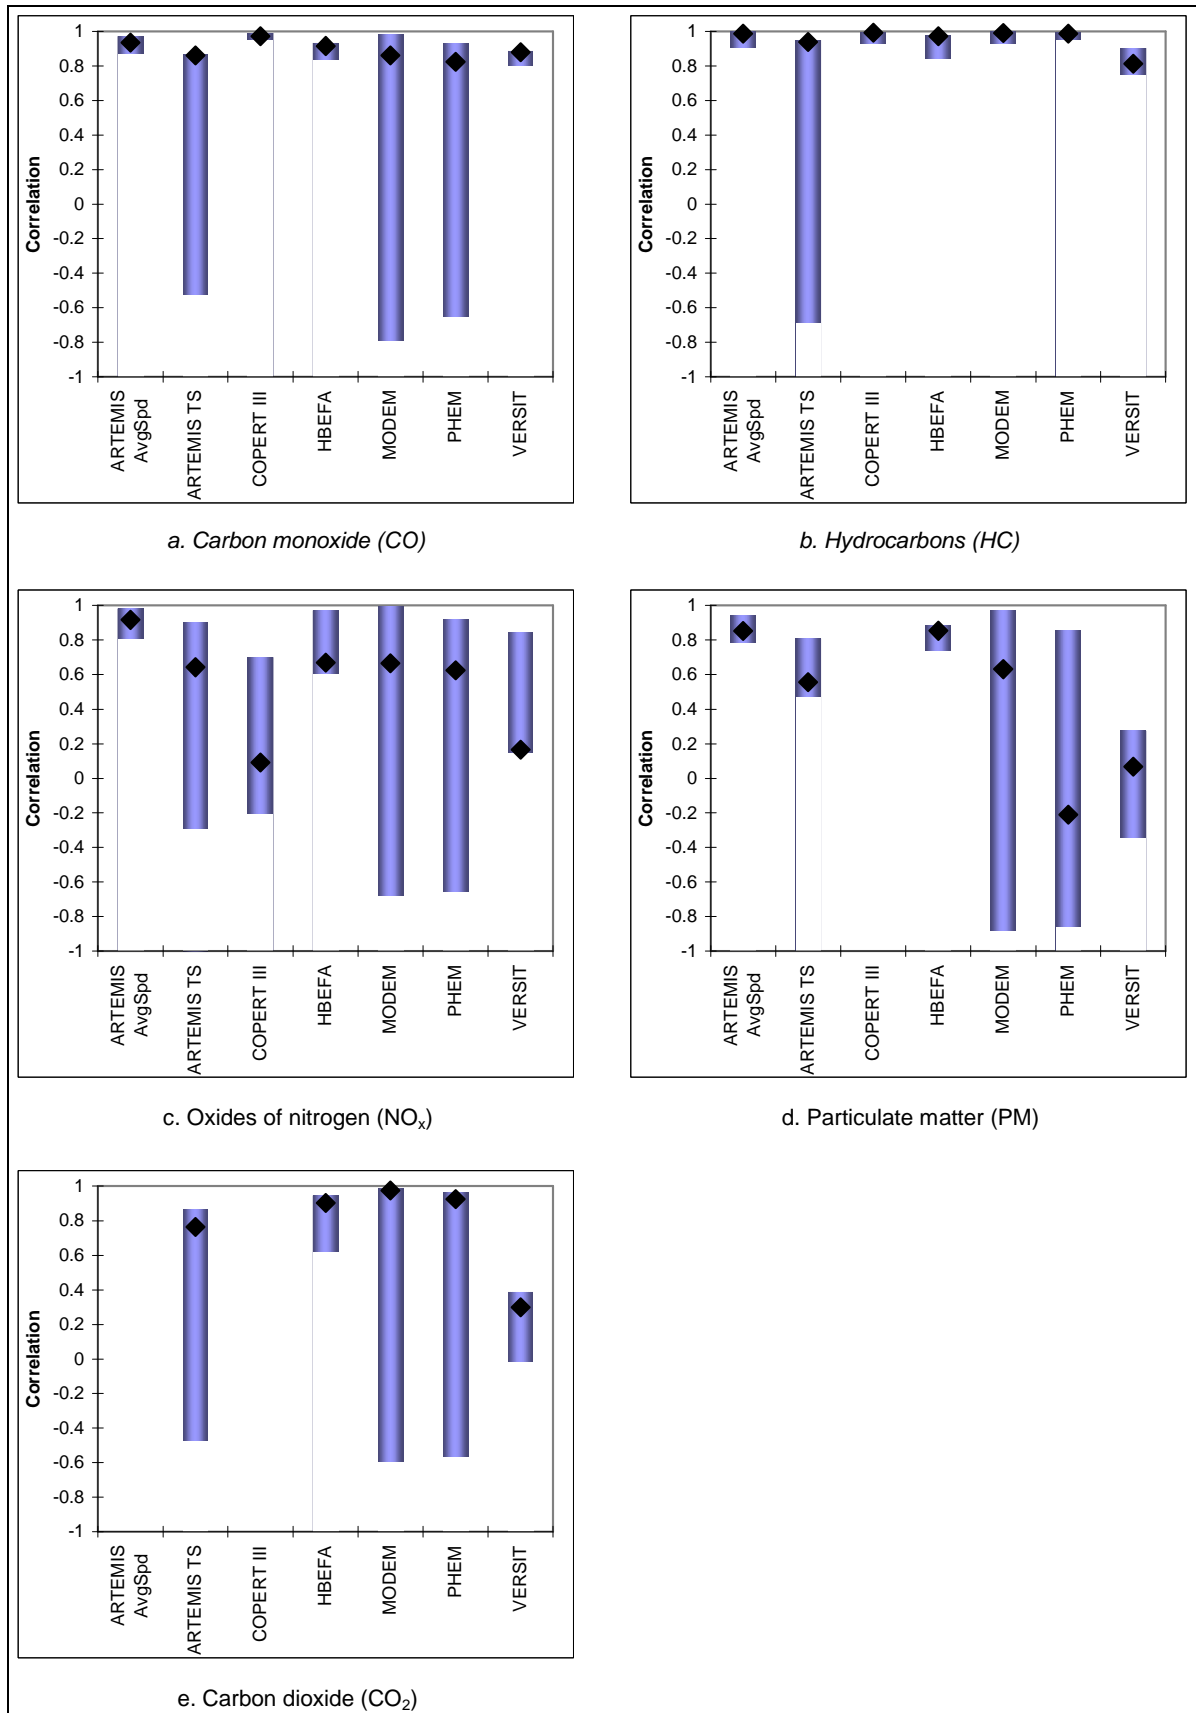 1
0.8
0.6
0.4
0.2
0
-0.2
-0.4
-0.6
-0.8
-1
Correlation
ARTEMIS
AvgSpd
ARTEMIS TS
COPERT III
HBEFA
MODEM
PHEM
VERSIT
a. Carbon monoxide (CO)
1
0.8
0.6
0.4
0.2
0
-0.2
-0.4
-0.6
-0.8
-1
Correlation
ARTEMIS
AvgSpd
ARTEMIS TS
COPERT III
HBEFA
MODEM
PHEM
VERSIT
b. Hydrocarbons (HC)
1
0.8
0.6
0.4
0.2
0
-0.2
-0.4
-0.6
-0.8
-1
Correlation
ARTEMIS
AvgSpd
ARTEMIS TS
COPERT III
HBEFA
MODEM
PHEM
VERSIT
c. Oxides of nitrogen (NOₓ)
1
0.8
0.6
0.4
0.2
0
-0.2
-0.4
-0.6
-0.8
-1
Correlation
ARTEMIS
AvgSpd
ARTEMIS TS
COPERT III
HBEFA
MODEM
PHEM
VERSIT
d. Particulate matter (PM)
1
0.8
0.6
0.4
0.2
0
-0.2
-0.4
-0.6
-0.8
-1
Correlation
ARTEMIS
AvgSpd
ARTEMIS TS
COPERT III
HBEFA
MODEM
PHEM
VERSIT
e. Carbon dioxide (CO₂)